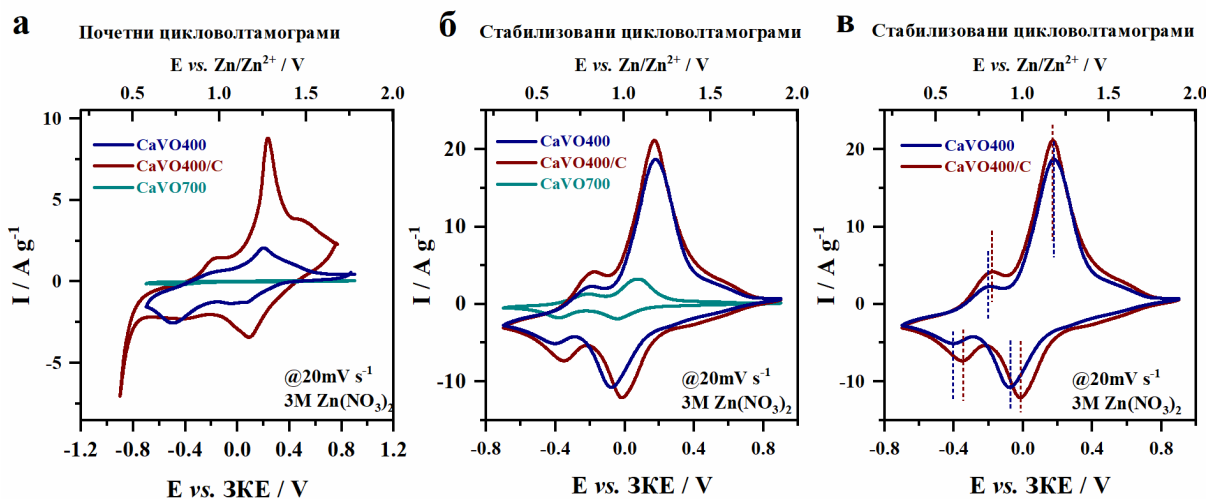 а
Почетни цикловолтамограми
E vs. Zn/Zn²⁺ / V
0.5 1.0 1.5 2.0
CaVO400
CaVO400/C
CaVO700
10
5
0
-5
I / A g⁻¹
@20mV s⁻¹
3M Zn(NO₃)₂
-1.2 -0.8 -0.4 0.0 0.4 0.8 1.2
E vs. ЗКЕ / V
б
Стабилизовани цикловолтамограми
E vs. Zn/Zn²⁺ / V
0.5 1.0 1.5 2.0
CaVO400
CaVO400/C
CaVO700
20
10
0
-10
I / A g⁻¹
@20mV s⁻¹
3M Zn(NO₃)₂
-0.8 -0.4 0.0 0.4 0.8
E vs. ЗКЕ / V
в
Стабилизовани цикловолтамограми
E vs. Zn/Zn²⁺ / V
0.5 1.0 1.5 2.0
CaVO400
CaVO400/C
20
10
0
-10
I / A g⁻¹
@20mV s⁻¹
3M Zn(NO₃)₂
-0.8 -0.4 0.0 0.4 0.8
E vs. ЗКЕ / V